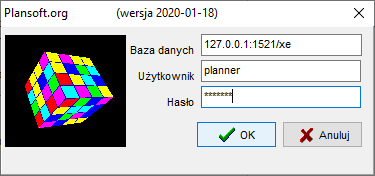 Plansoft.org (wersja 2020-01-18)
Baza danych 127.0.0.1:1521/xe
Użytkownik planner
Hasło *******
OK Anuluj